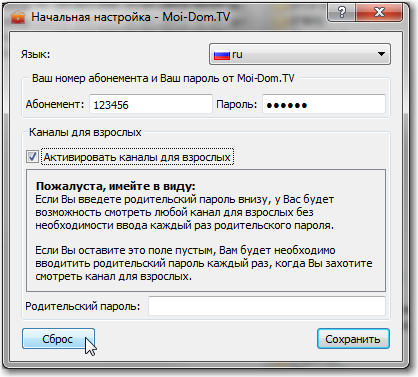 Начальная настройка - Moi-Dom.TV
Язык: ru
Ваш номер абонемента и Ваш пароль от Moi-Dom.TV
Абонемент: 123456 Пароль: ●●●●●●
Каналы для взрослых
Активировать каналы для взрослых
Пожалуста, имейте в виду:
Если Вы введете родительский пароль внизу, у Вас будет
возможность смотреть любой канал для взрослых без
необходимости ввода каждый раз родительского пароля.
Если Вы оставите это поле пустым, Вам будет необходимо
вводитить родительский пароль каждый раз, когда Вы захотите
смотреть канал для взрослых.
Родительский пароль:
Сброс Сохранить